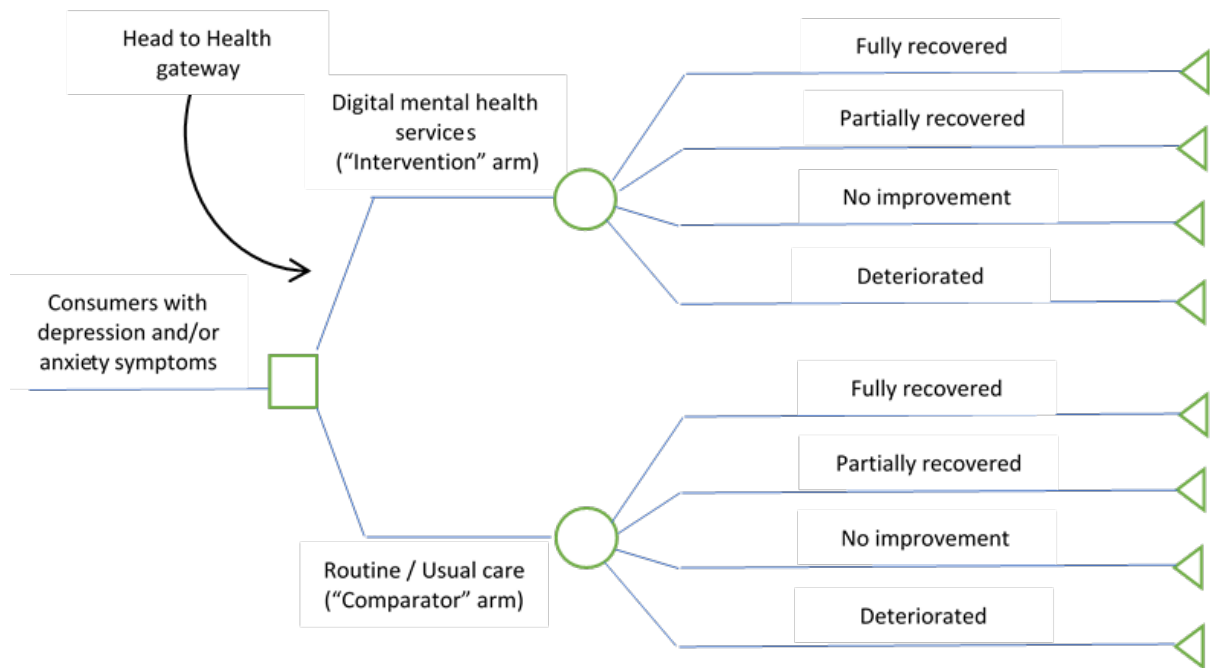 Head to Health
gateway
Digital mental health
services
(“Intervention” arm)
Fully recovered
Partially recovered
No improvement
Deteriorated
Consumers with
depression and/or
anxiety symptoms
Fully recovered
Partially recovered
No improvement
Deteriorated
Routine / Usual care
(“Comparator” arm)